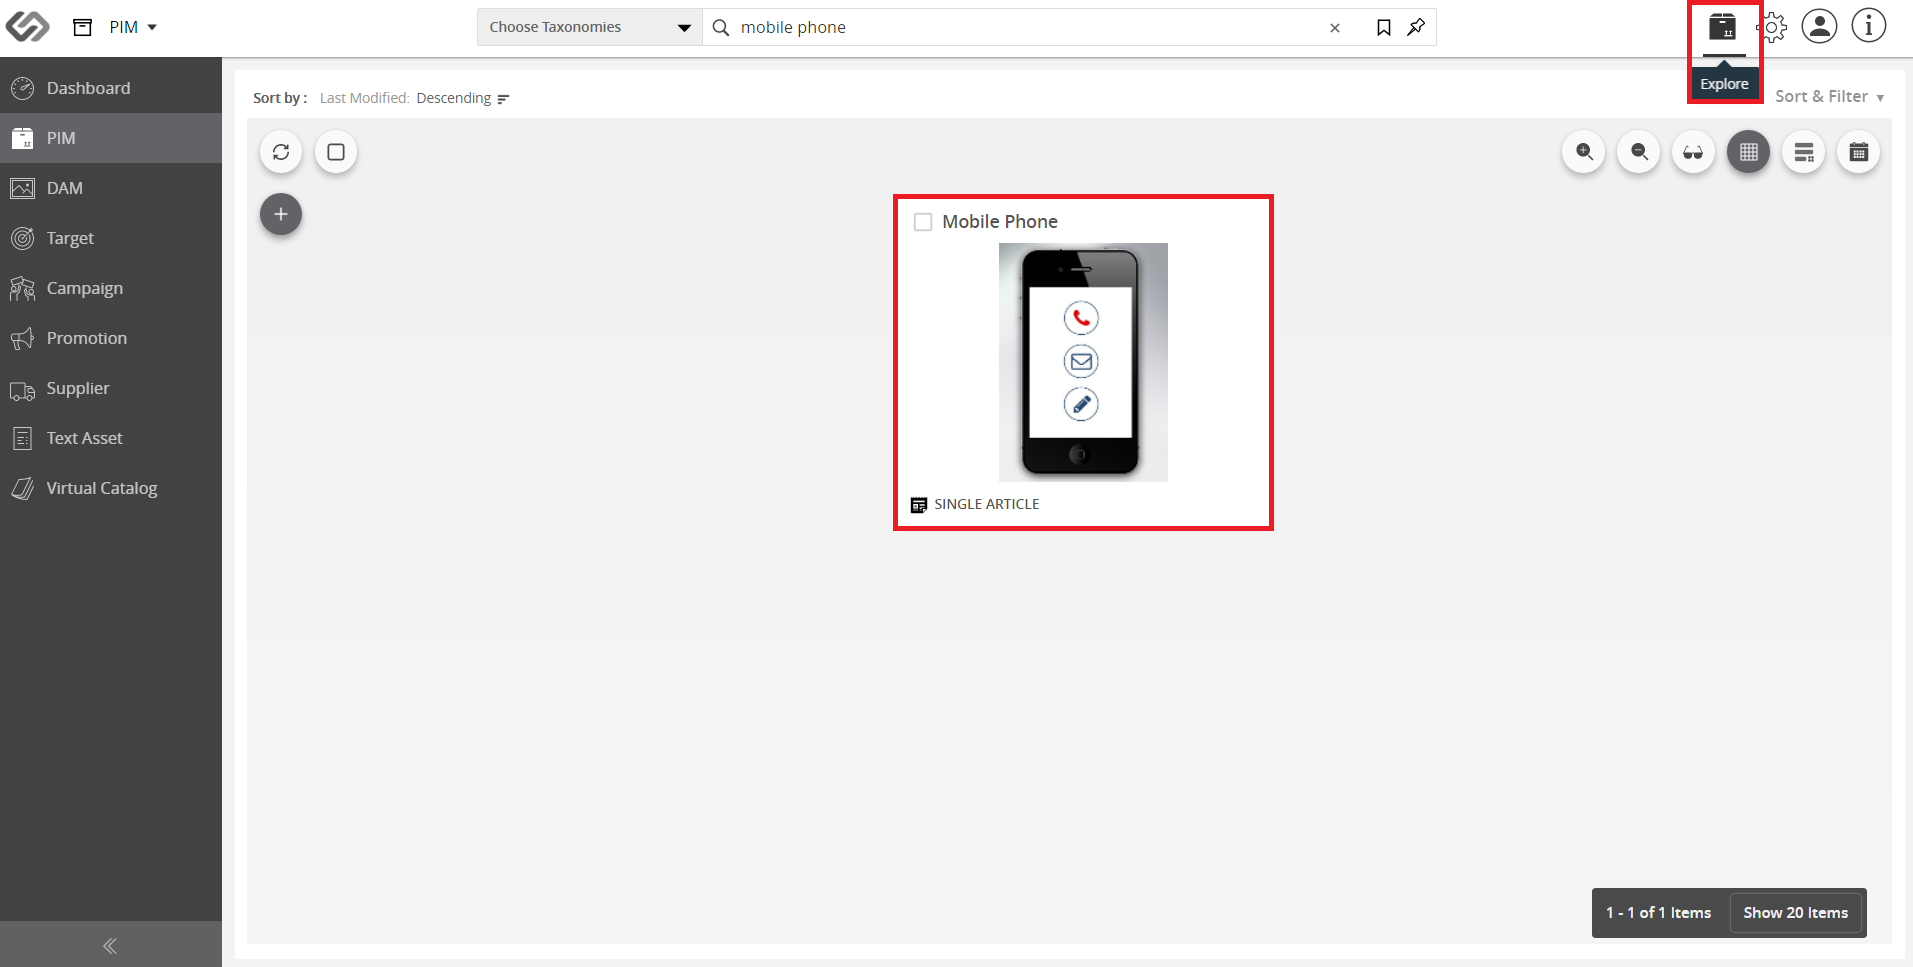 PIM
Choose Taxonomies
mobile phone
Explore
Dashboard
PIM
DAM
Target
Campaign
Promotion
Supplier
Text Asset
Virtual Catalog
Sort by : Last Modified: Descending
Sort & Filter
Mobile Phone
SINGLE ARTICLE
1 - 1 of 1 Items
Show 20 Items